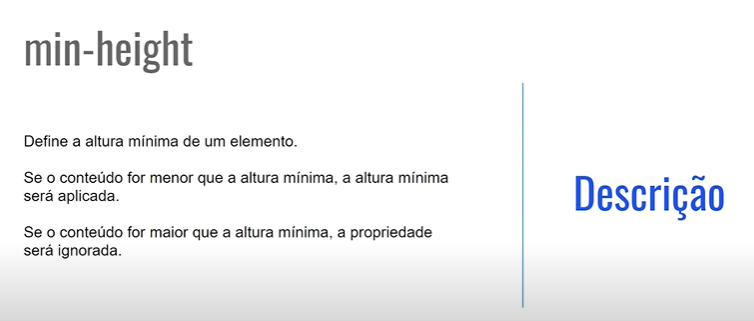 min-height
Define a altura mínima de um elemento.
Se o conteúdo for menor que a altura mínima, a altura mínima
será aplicada.
Se o conteúdo for maior que a altura mínima, a propriedade
será ignorada.
Descrição